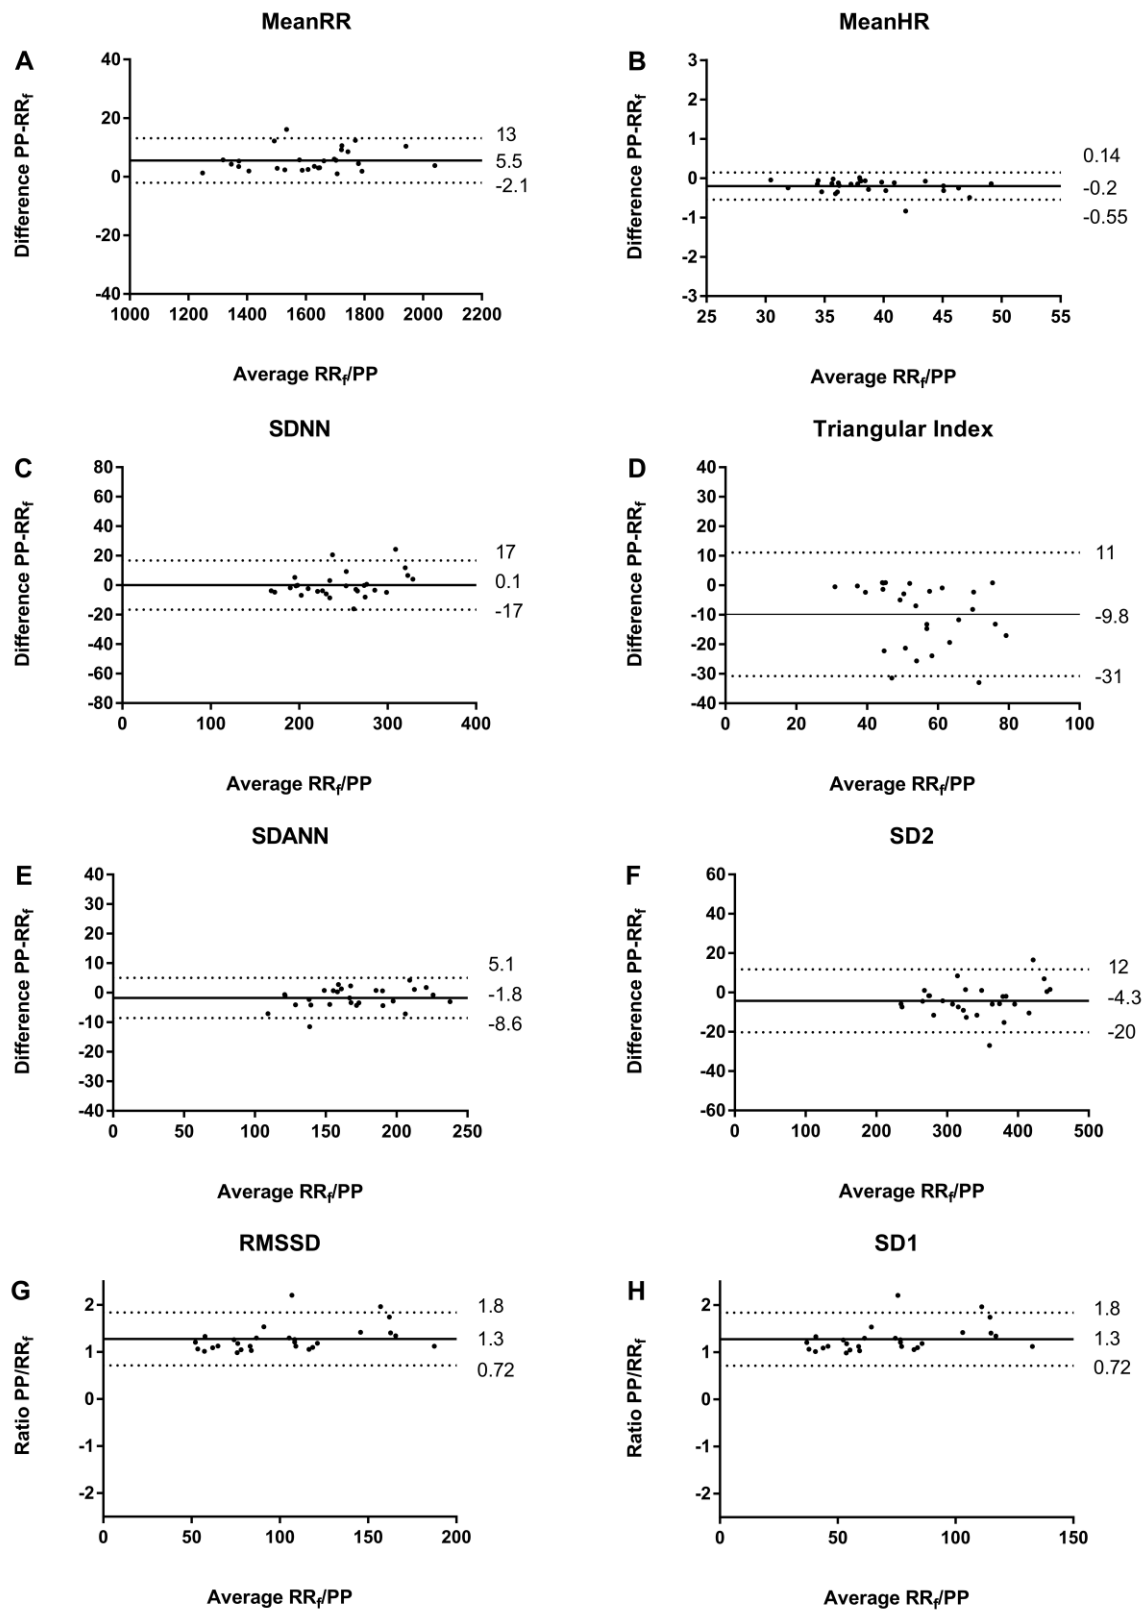 MeanRR
A
Difference PP-RRf
40
20
0
-20
-40
13
5.5
-2.1
1000 1200 1400 1600 1800 2000 2200
Average RRf/PP
MeanHR
B
Difference PP-RRf
3
2
1
0
-1
-2
-3
0.14
-0.2
-0.55
25 30 35 40 45 50 55
Average RRf/PP
SDNN
C
Difference PP-RRf
80
60
40
20
0
-20
-40
-60
-80
17
0.1
-17
0 100 200 300 400
Average RRf/PP
Triangular Index
D
Difference PP-RRf
40
30
20
10
0
-10
-20
-30
-40
11
-9.8
-31
0 20 40 60 80 100
Average RRf/PP
SDANN
E
Difference PP-RRf
40
30
20
10
0
-10
-20
-30
-40
5.1
-1.8
-8.6
0 50 100 150 200 250
Average RRf/PP
SD2
F
Difference PP-RRf
60
40
20
0
-20
-40
-60
12
-4.3
-20
0 100 200 300 400 500
Average RRf/PP
RMSSD
G
Ratio PP/RRf
2
1
0
-1
-2
1.8
1.3
0.72
0 50 100 150 200
Average RRf/PP
SD1
H
Ratio PP/RRf
2
1
0
-1
-2
1.8
1.3
0.72
0 50 100 150
Average RRf/PP